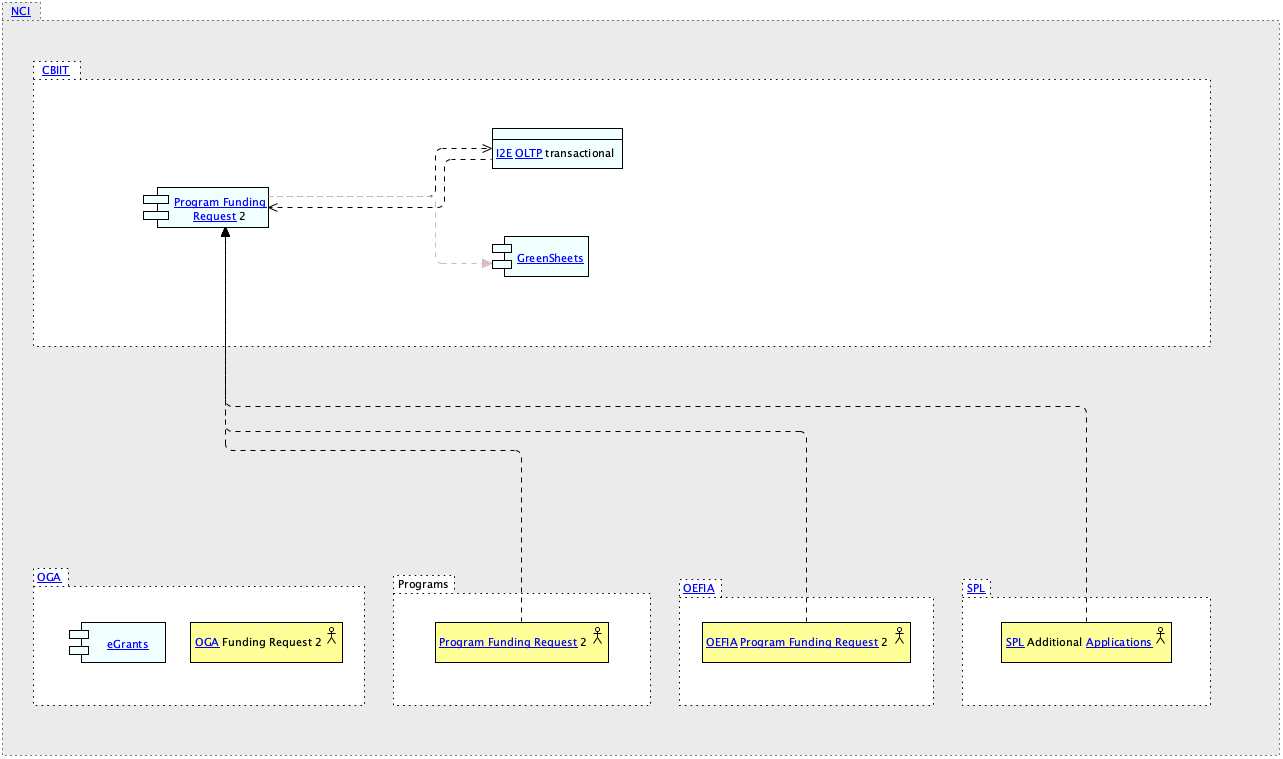 NCI
CBIIT
I2E OLTP transactional
Program Funding
Request 2
GreenSheets
OGA
Programs
OEFIA
SPL
eGrants
OGA Funding Request 2
Program Funding Request 2
OEFIA Program Funding Request 2
SPL Additional Applications